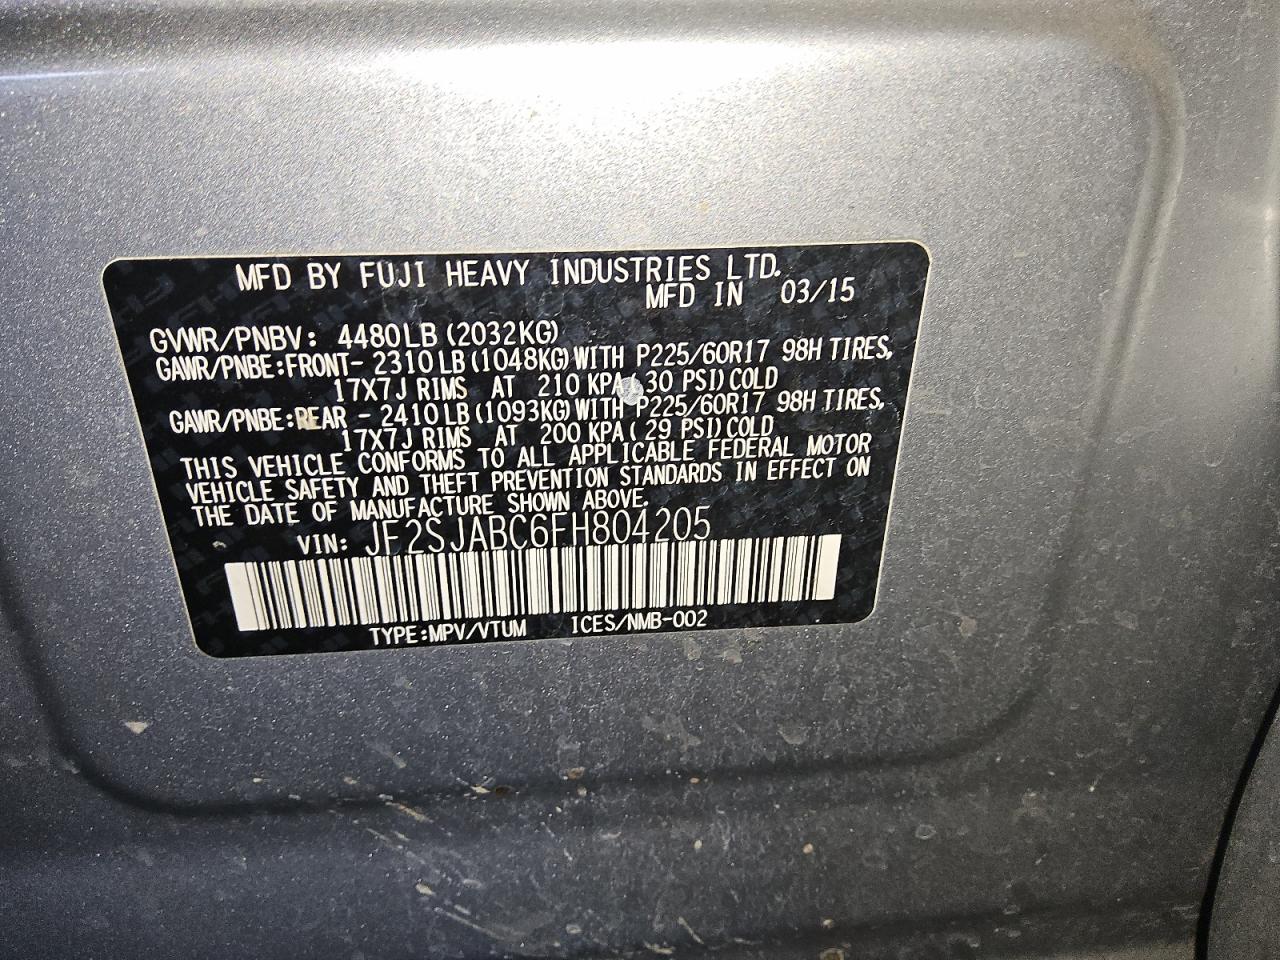 MFD BY FUJI HEAVY INDUSTRIES LTD.
MFD IN 03/15
GVWR/PNBV: 4480LB (2032KG)
GAWR/PNBE:FRONT- 2310LB (1048KG) WITH P225/60R17 98H TIRES,
17X7J RIMS AT 210 KPA( 30 PSI) COLD
GAWR/PNBE:REAR - 2410LB (1093KG) WITH P225/60R17 98H TIRES,
17X7J RIMS AT 200 KPA( 29 PSI) COLD
THIS VEHICLE CONFORMS TO ALL APPLICABLE FEDERAL MOTOR
VEHICLE SAFETY AND THEFT PREVENTION STANDARDS IN EFFECT ON
THE DATE OF MANUFACTURE SHOWN ABOVE.
VIN: JF2SJABC6FH804205
TYPE:MPV/VTUM ICES/NMB-002